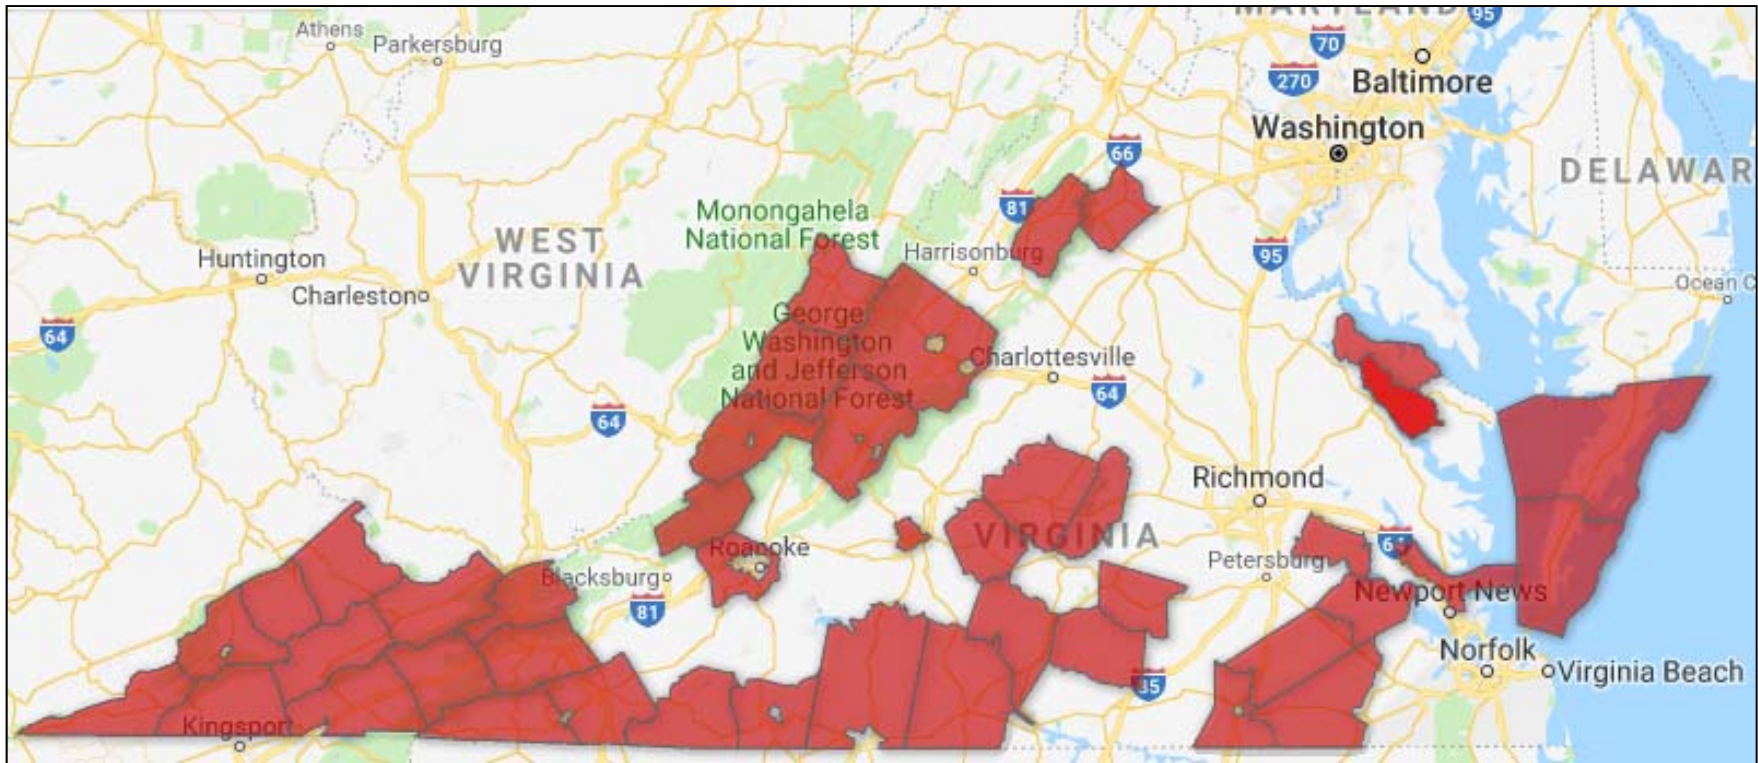 MARYLAND
95
Athens
Parkersburg
70
270
Baltimore
Washington
66
DELAWAR
81
Monongahela
National Forest
WEST
VIRGINIA
Harrisonburg
95
Huntington
Charleston
Ocean C
64
George
Washington
and Jefferson
National Forest
Charlottesville
64
64
Richmond
VIRGINIA
64
Roanoke
Petersburg
Blacksburg
81
Newport News
Norfolk
Virginia Beach
85
Kingsport